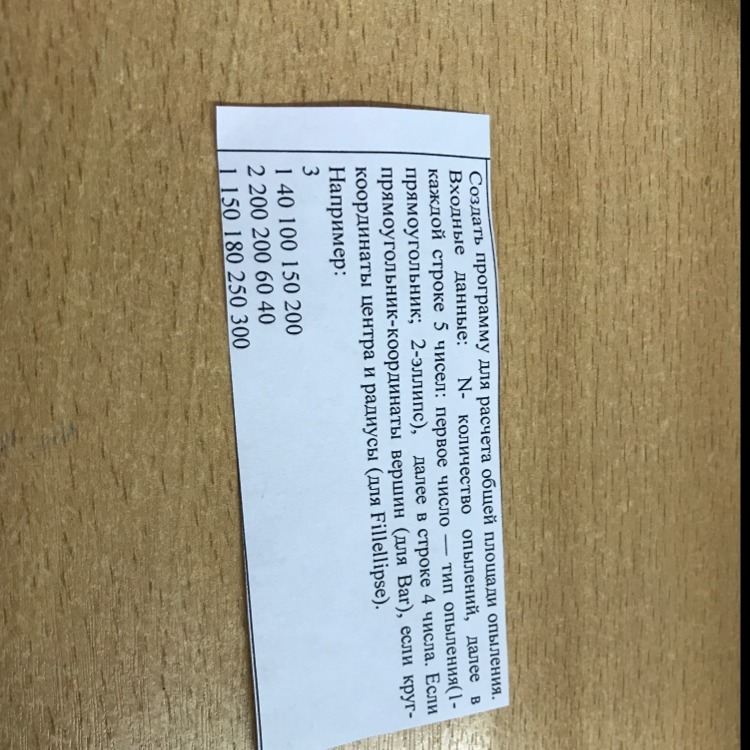 Создать программу для расчета общей площади опыления.
Входные данные: N- количество опылений, далее в
каждой строке 5 чисел: первое число — тип опыления(1-
прямоугольник; 2-эллипс), далее в строке 4 числа. Если
прямоугольник-координаты вершин (для Bar), если круг-
координаты центра и радиусы (для Fillellipse).
Например:
3
1 40 100 150 200
2 200 200 60 40
1 150 180 250 300